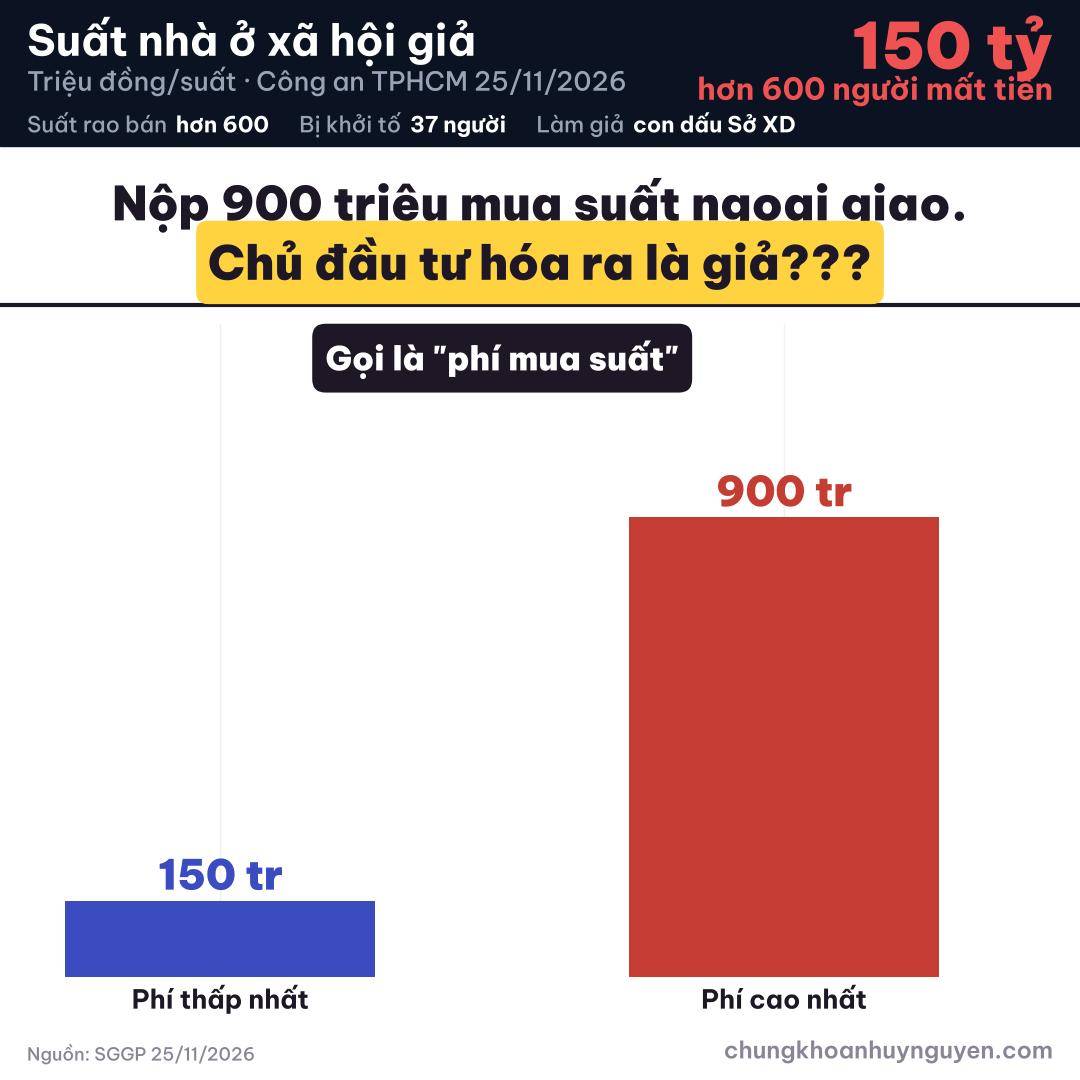 Suất nhà ở xã hội giả
Triệu đồng/suất · Công an TPHCM 25/11/2026
150 tỷ
hơn 600 người mất tiền
Suất rao bán hơn 600 Bị khởi tố 37 người Làm giả con dấu Sở XD
Nộp 900 triệu mua suất ngoại giao.
Chủ đầu tư hóa ra là giả???
Gọi là "phí mua suất"
900 tr
150 tr
Phí thấp nhất
Phí cao nhất
Nguồn: SGGP 25/11/2026
chungkhoanhuynguyen.com